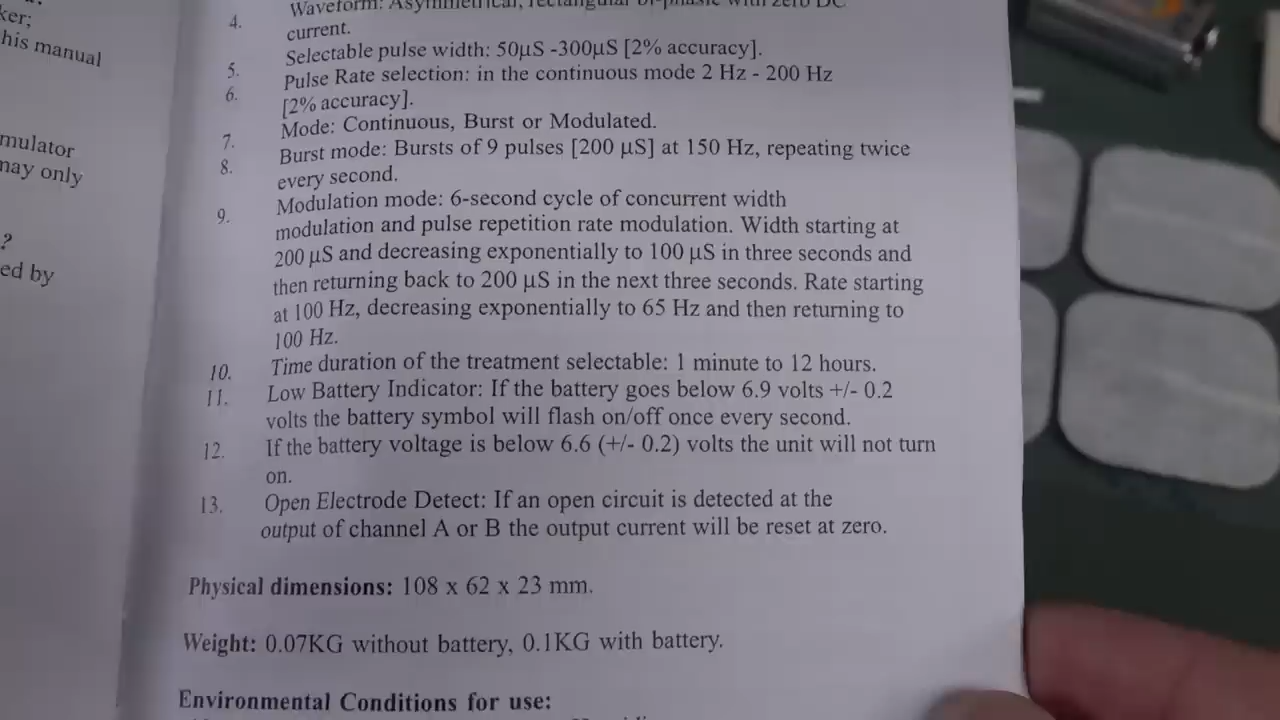 ker;
his manual
mulator
may only
?
ed by
4. Waveform: Asymmetrical, rectangular bi-phasic with zero DC
current.
5. Selectable pulse width: 50µS -300µS [2% accuracy].
6. Pulse Rate selection: in the continuous mode 2 Hz - 200 Hz
[2% accuracy].
7. Mode: Continuous, Burst or Modulated.
8. Burst mode: Bursts of 9 pulses [200 µS] at 150 Hz, repeating twice
every second.
9. Modulation mode: 6-second cycle of concurrent width
modulation and pulse repetition rate modulation. Width starting at
200 µS and decreasing exponentially to 100 µS in three seconds and
then returning back to 200 µS in the next three seconds. Rate starting
at 100 Hz, decreasing exponentially to 65 Hz and then returning to
100 Hz.
10. Time duration of the treatment selectable: 1 minute to 12 hours.
11. Low Battery Indicator: If the battery goes below 6.9 volts +/- 0.2
volts the battery symbol will flash on/off once every second.
12. If the battery voltage is below 6.6 (+/- 0.2) volts the unit will not turn
on.
13. Open Electrode Detect: If an open circuit is detected at the
output of channel A or B the output current will be reset at zero.
Physical dimensions: 108 x 62 x 23 mm.
Weight: 0.07KG without battery, 0.1KG with battery.
Environmental Conditions for use: